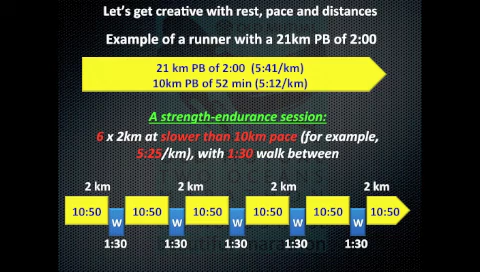 Let's get creative with rest, pace and distances
Example of a runner with a 21km PB of 2:00
21 km PB of 2:00 (5:41/km)
10km PB of 52 min (5:12/km)
A strength-endurance session:
6 x 2km at slower than 10km pace (for example,
5:25/km), with 1:30 walk between
2 km 2 km 2 km 2 km
10:50 W 10:50 W 10:50 W 10:50 W 10:50 W 10:50
1:30 1:30 1:30 1:30 1:30